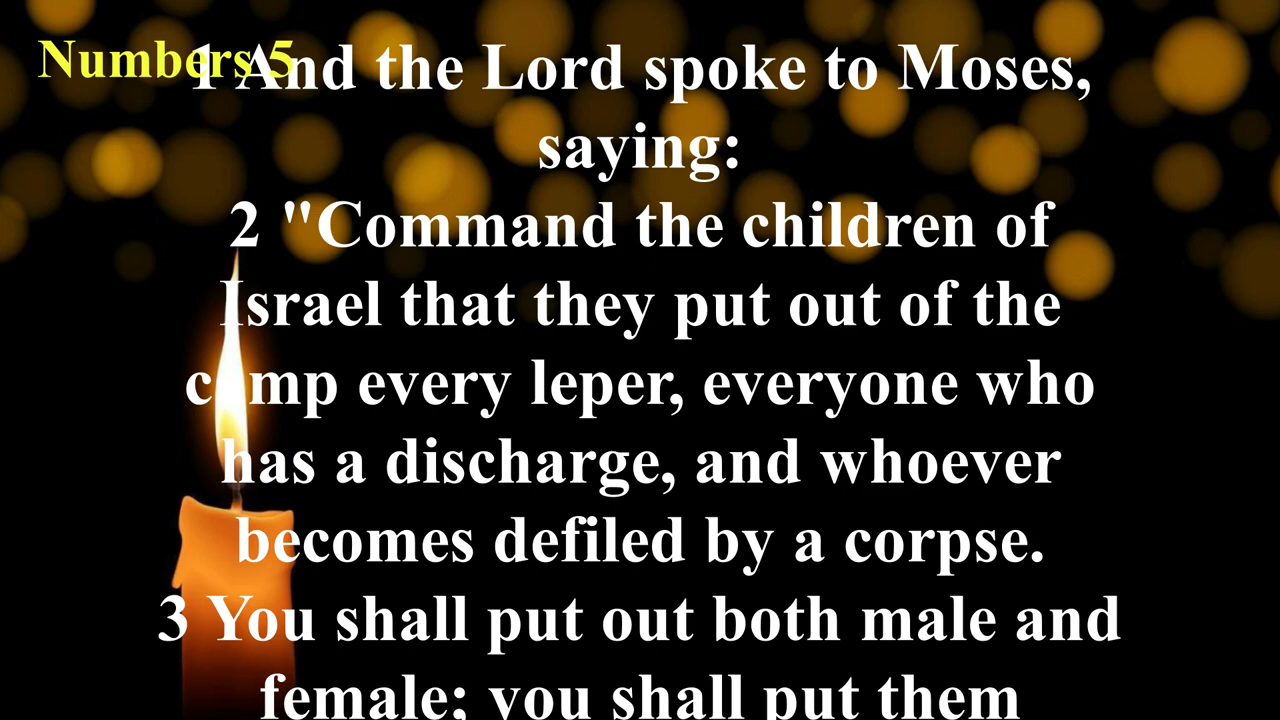 Numbers 5
1 And the Lord spoke to Moses,
saying:
2 "Command the children of
Israel that they put out of the
camp every leper, everyone who
has a discharge, and whoever
becomes defiled by a corpse.
3 You shall put out both male and
female; you shall put them